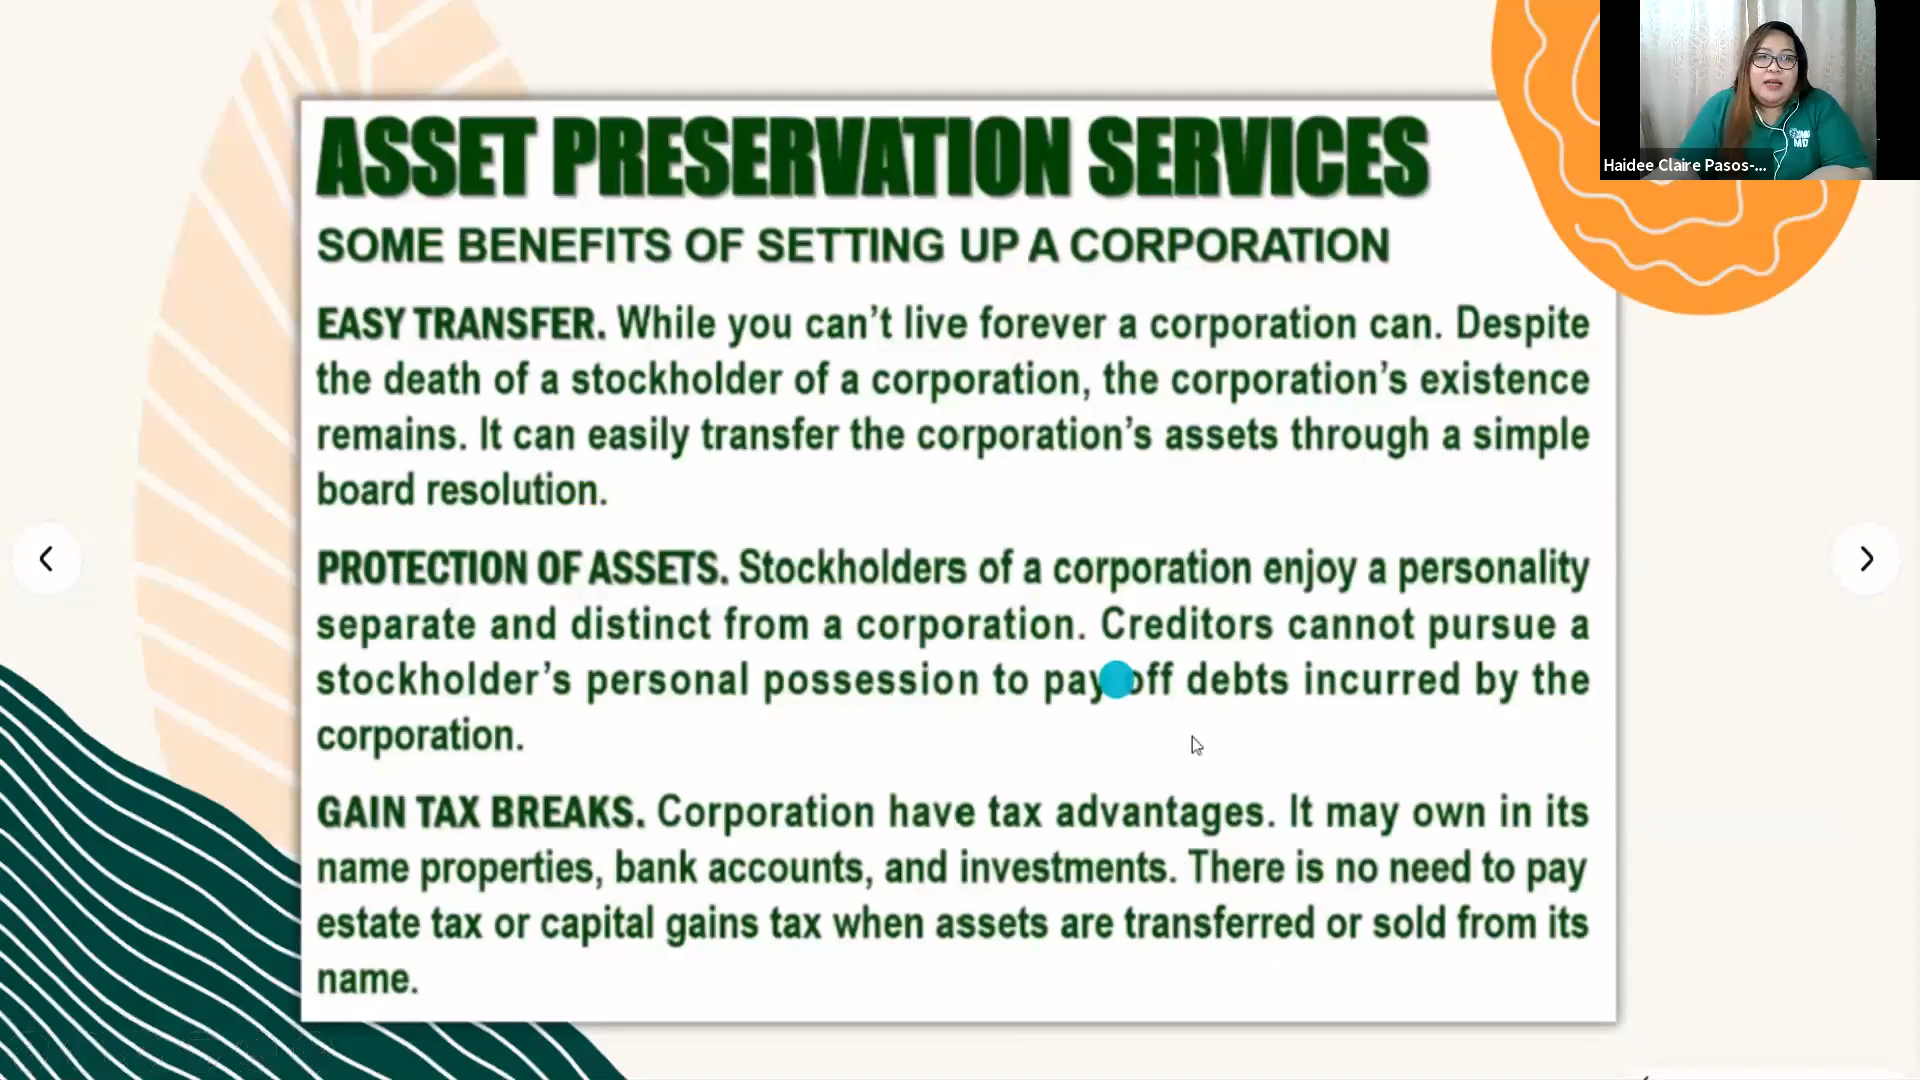 ASSET PRESERVATION SERVICES
SOME BENEFITS OF SETTING UP A CORPORATION
EASY TRANSFER. While you can’t live forever a corporation can. Despite
the death of a stockholder of a corporation, the corporation’s existence
remains. It can easily transfer the corporation’s assets through a simple
board resolution.
PROTECTION OF ASSETS. Stockholders of a corporation enjoy a personality
separate and distinct from a corporation. Creditors cannot pursue a
stockholder’s personal possession to pay off debts incurred by the
corporation.
GAIN TAX BREAKS. Corporation have tax advantages. It may own in its
name properties, bank accounts, and investments. There is no need to pay
estate tax or capital gains tax when assets are transferred or sold from its
name.
Haidee Claire Pasos-...
MD